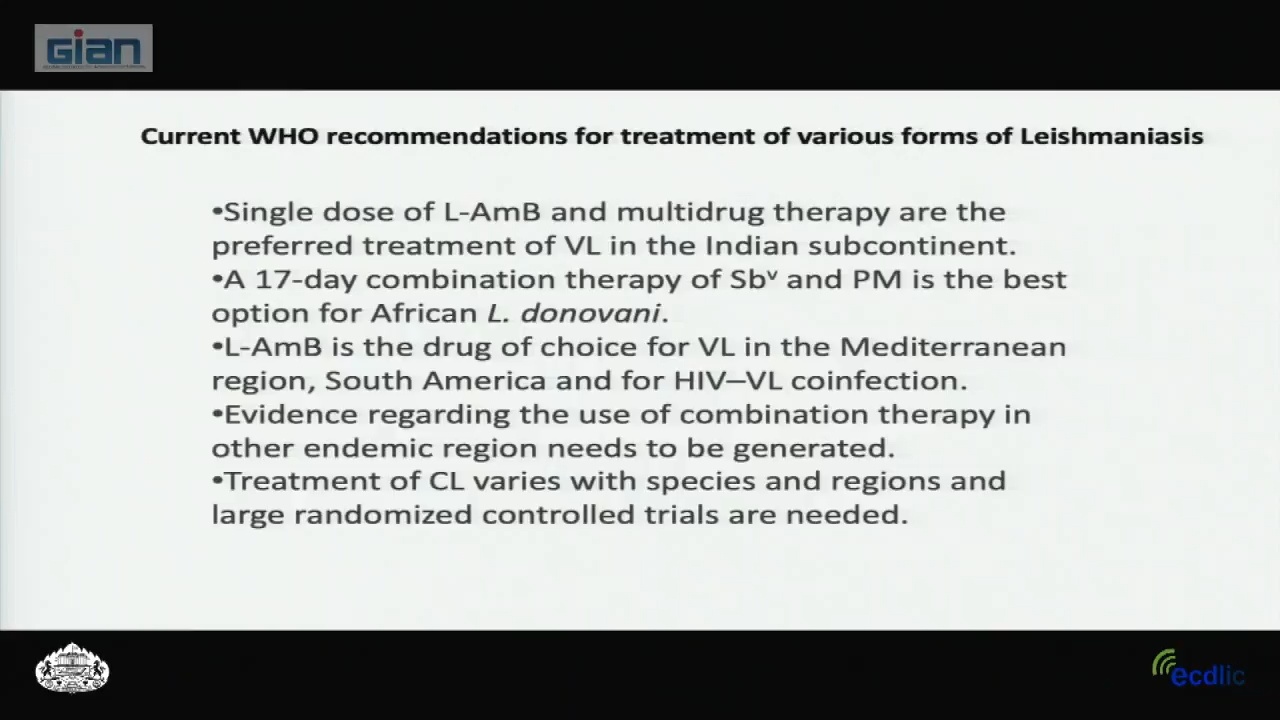 Gian
Current WHO recommendations for treatment of various forms of Leishmaniasis
•Single dose of L-AmB and multidrug therapy are the
preferred treatment of VL in the Indian subcontinent.
•A 17-day combination therapy of Sbᵛ and PM is the best
option for African L. donovani.
•L-AmB is the drug of choice for VL in the Mediterranean
region, South America and for HIV–VL coinfection.
•Evidence regarding the use of combination therapy in
other endemic region needs to be generated.
•Treatment of CL varies with species and regions and
large randomized controlled trials are needed.
ecdlic